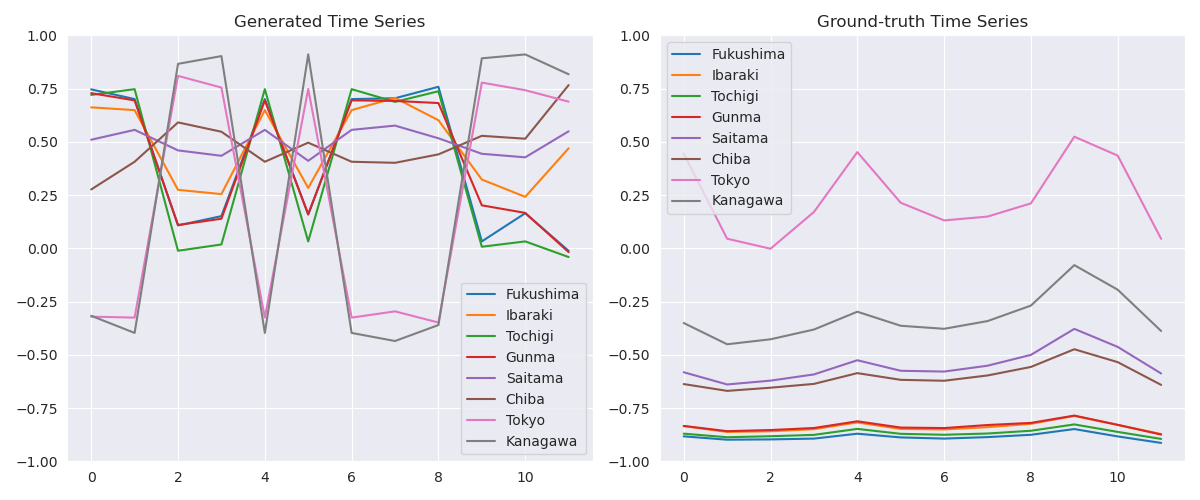 Generated Time Series
1.00
0.75
0.50
0.25
0.00
−0.25
−0.50
−0.75
−1.00
0 2 4 6 8 10
Fukushima
Ibaraki
Tochigi
Gunma
Saitama
Chiba
Tokyo
Kanagawa
Ground-truth Time Series
1.00
0.75
0.50
0.25
0.00
−0.25
−0.50
−0.75
−1.00
0 2 4 6 8 10
Fukushima
Ibaraki
Tochigi
Gunma
Saitama
Chiba
Tokyo
Kanagawa